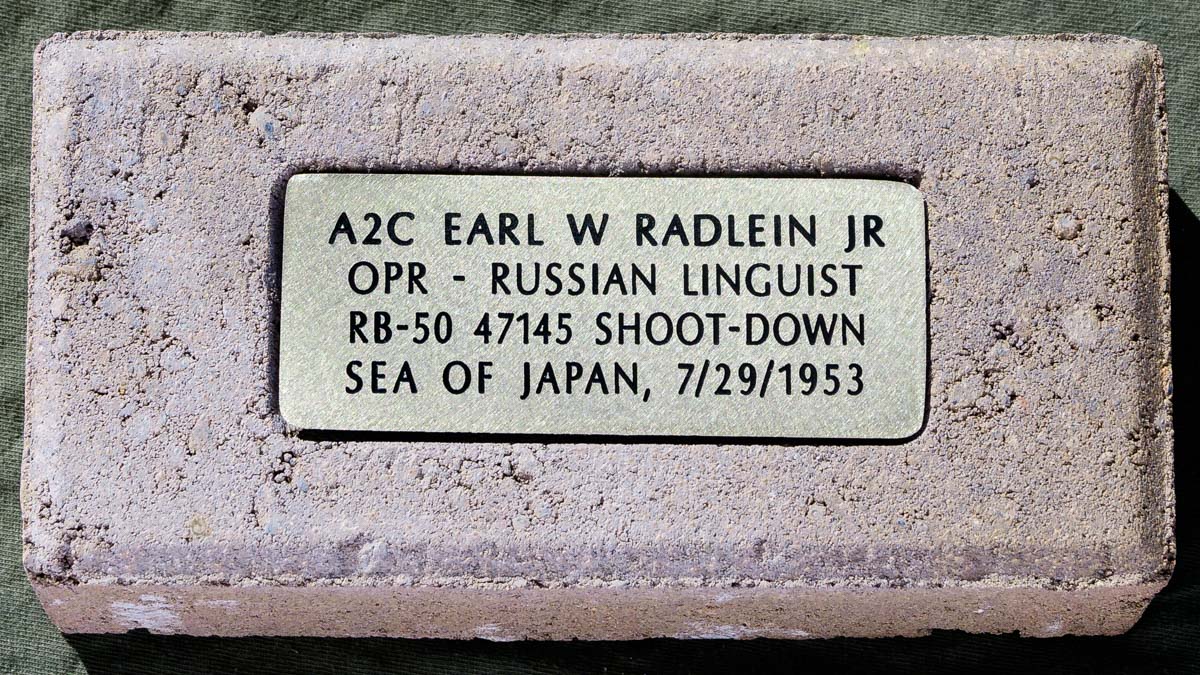 A2C EARL W RADLEIN JR
OPR - RUSSIAN LINGUIST
RB-50 47145 SHOOT-DOWN
SEA OF JAPAN, 7/29/1953